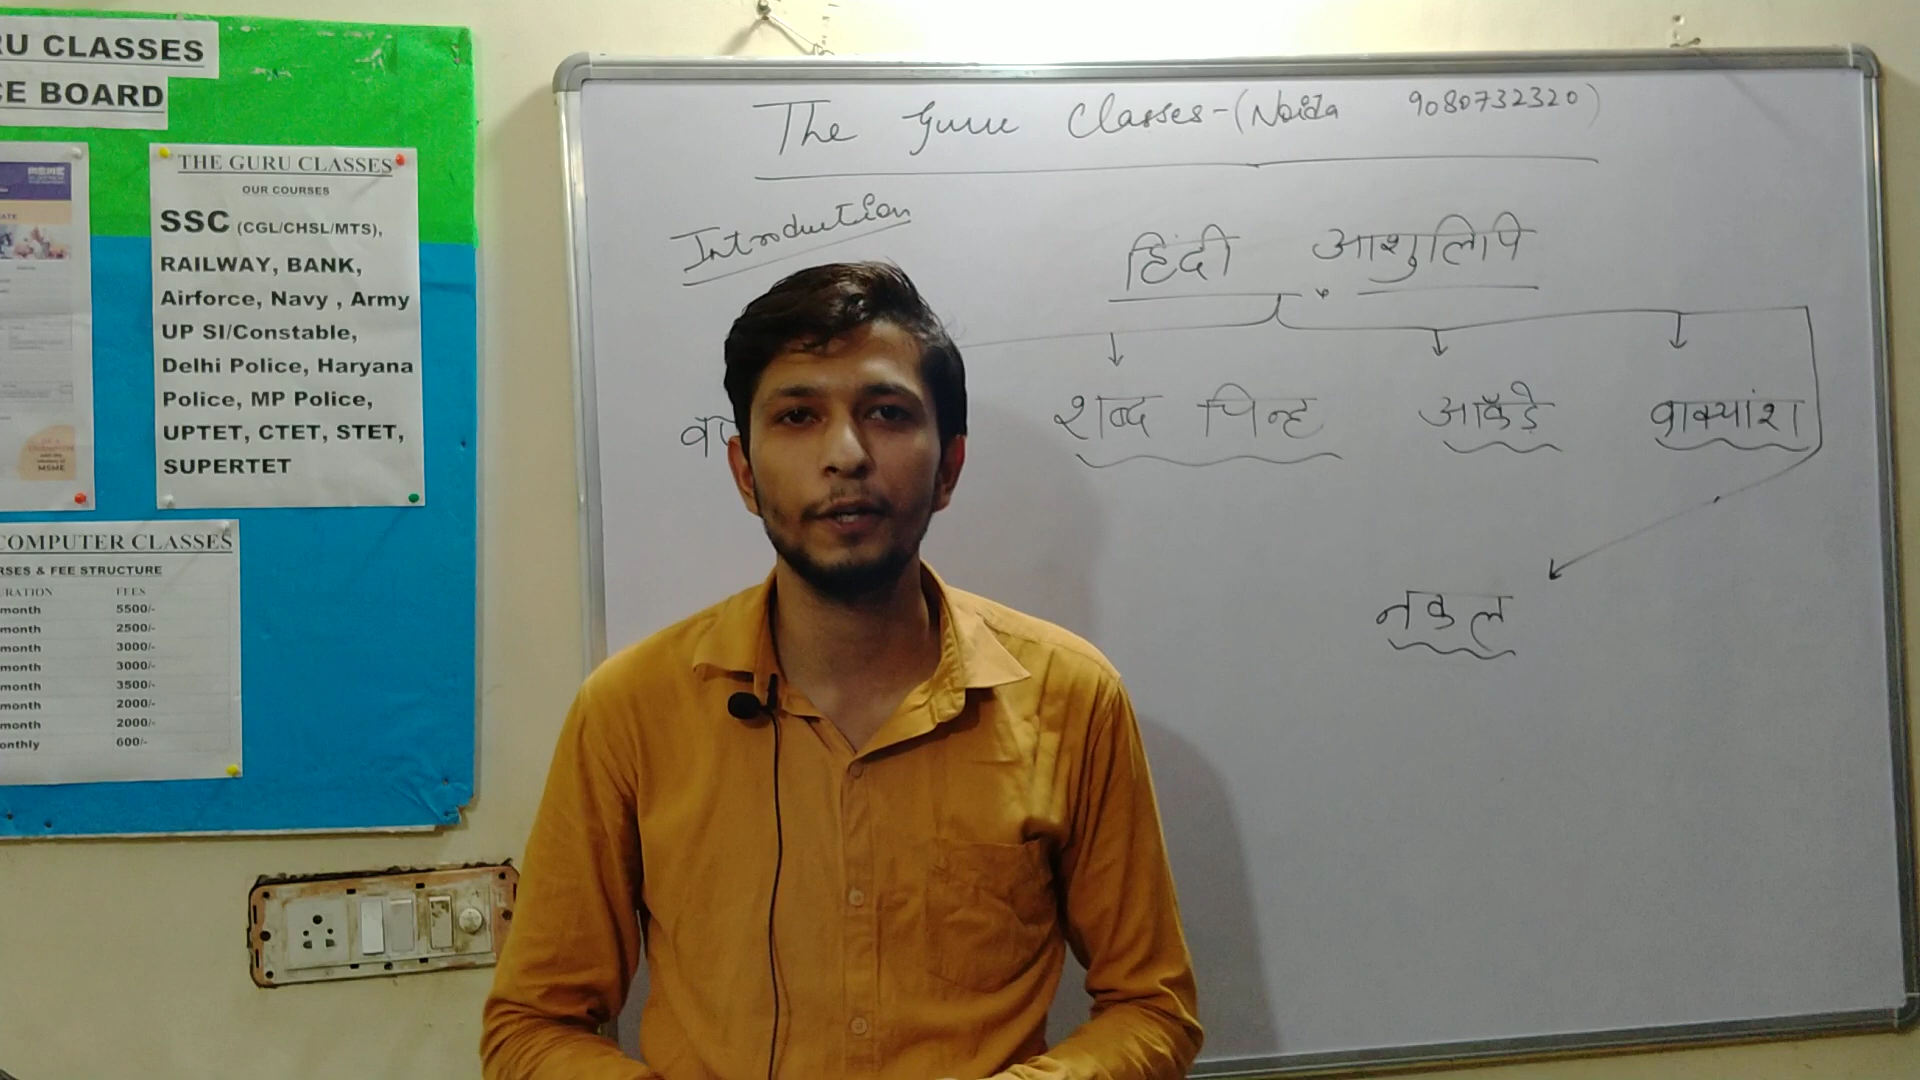 RU CLASSES
CE BOARD
THE GURU CLASSES
OUR COURSES
SSC (CGL/CHSL/MTS),
RAILWAY, BANK,
Airforce, Navy , Army
UP SI/Constable,
Delhi Police, Haryana
Police, MP Police,
UPTET, CTET, STET,
SUPERTET
MSME
MSME
COMPUTER CLASSES
RSES & FEE STRUCTURE
RATION FEES
month 5500/-
month 2500/-
month 3000/-
month 3000/-
month 3500/-
month 2000/-
month 2000/-
onthly 600/-
The Guru Classes-(Noida 9080732320)
Introduction
हिंदी आशुलिपि
शब्द चिन्ह आँकड़े वाक्यांश
नकल